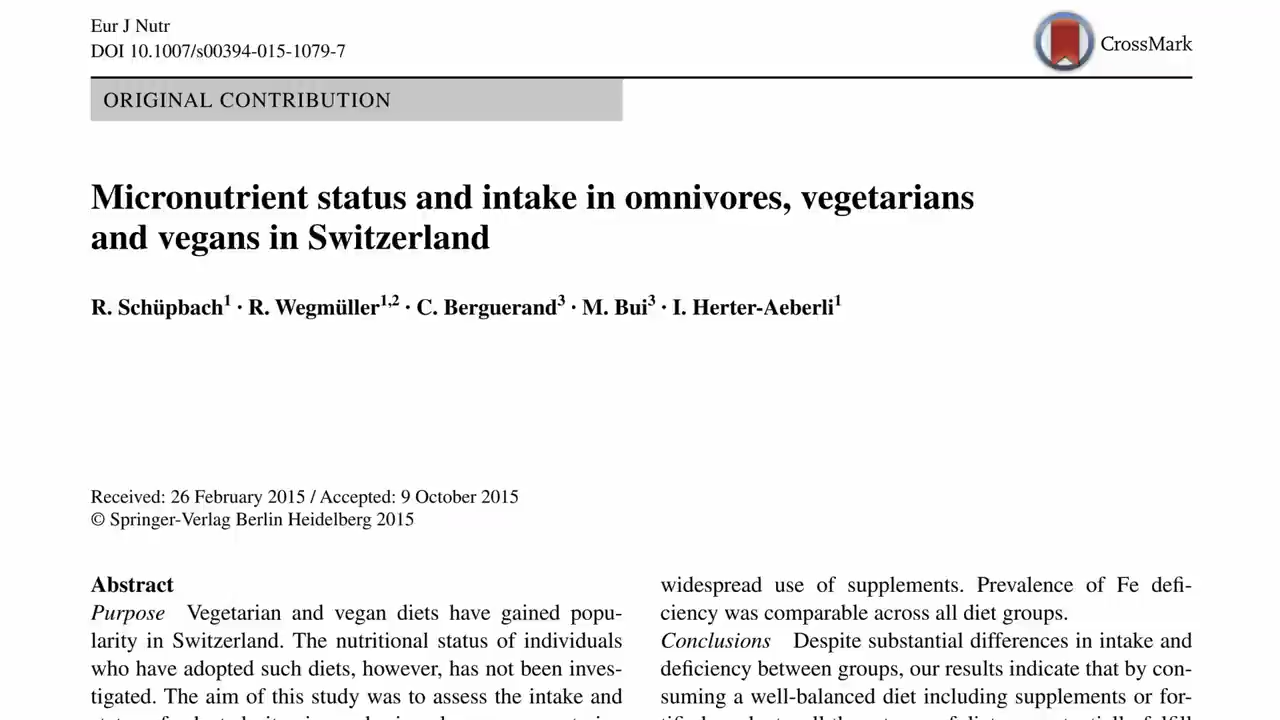 Eur J Nutr
DOI 10.1007/s00394-015-1079-7
CrossMark
ORIGINAL CONTRIBUTION
Micronutrient status and intake in omnivores, vegetarians
and vegans in Switzerland
R. Schüpbach1 · R. Wegmüller1,2 · C. Berguerand3 · M. Bui3 · I. Herter-Aeberli1
Received: 26 February 2015 / Accepted: 9 October 2015
© Springer-Verlag Berlin Heidelberg 2015
Abstract
Purpose Vegetarian and vegan diets have gained popu-
larity in Switzerland. The nutritional status of individuals
who have adopted such diets, however, has not been inves-
tigated. The aim of this study was to assess the intake and
widespread use of supplements. Prevalence of Fe defi-
ciency was comparable across all diet groups.
Conclusions Despite substantial differences in intake and
deficiency between groups, our results indicate that by con-
suming a well-balanced diet including supplements or for-